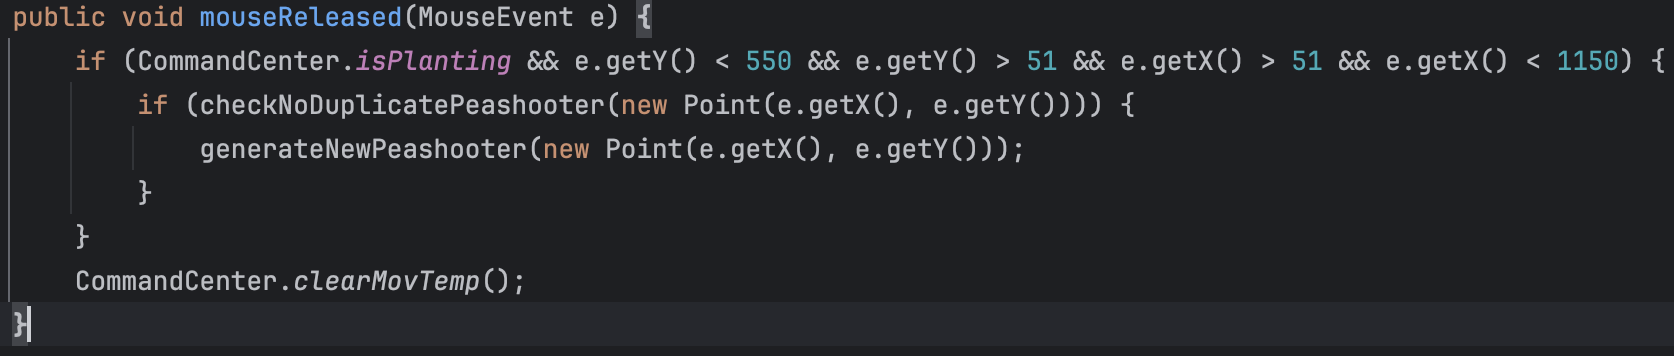 public void mouseReleased(MouseEvent e) {
    if (CommandCenter.isPlanting && e.getY() < 550 && e.getY() > 51 && e.getX() > 51 && e.getX() < 1150) {
        if (checkNoDuplicatePeashooter(new Point(e.getX(), e.getY()))) {
            generateNewPeashooter(new Point(e.getX(), e.getY()));
        }
    }
    CommandCenter.clearMovTemp();
}